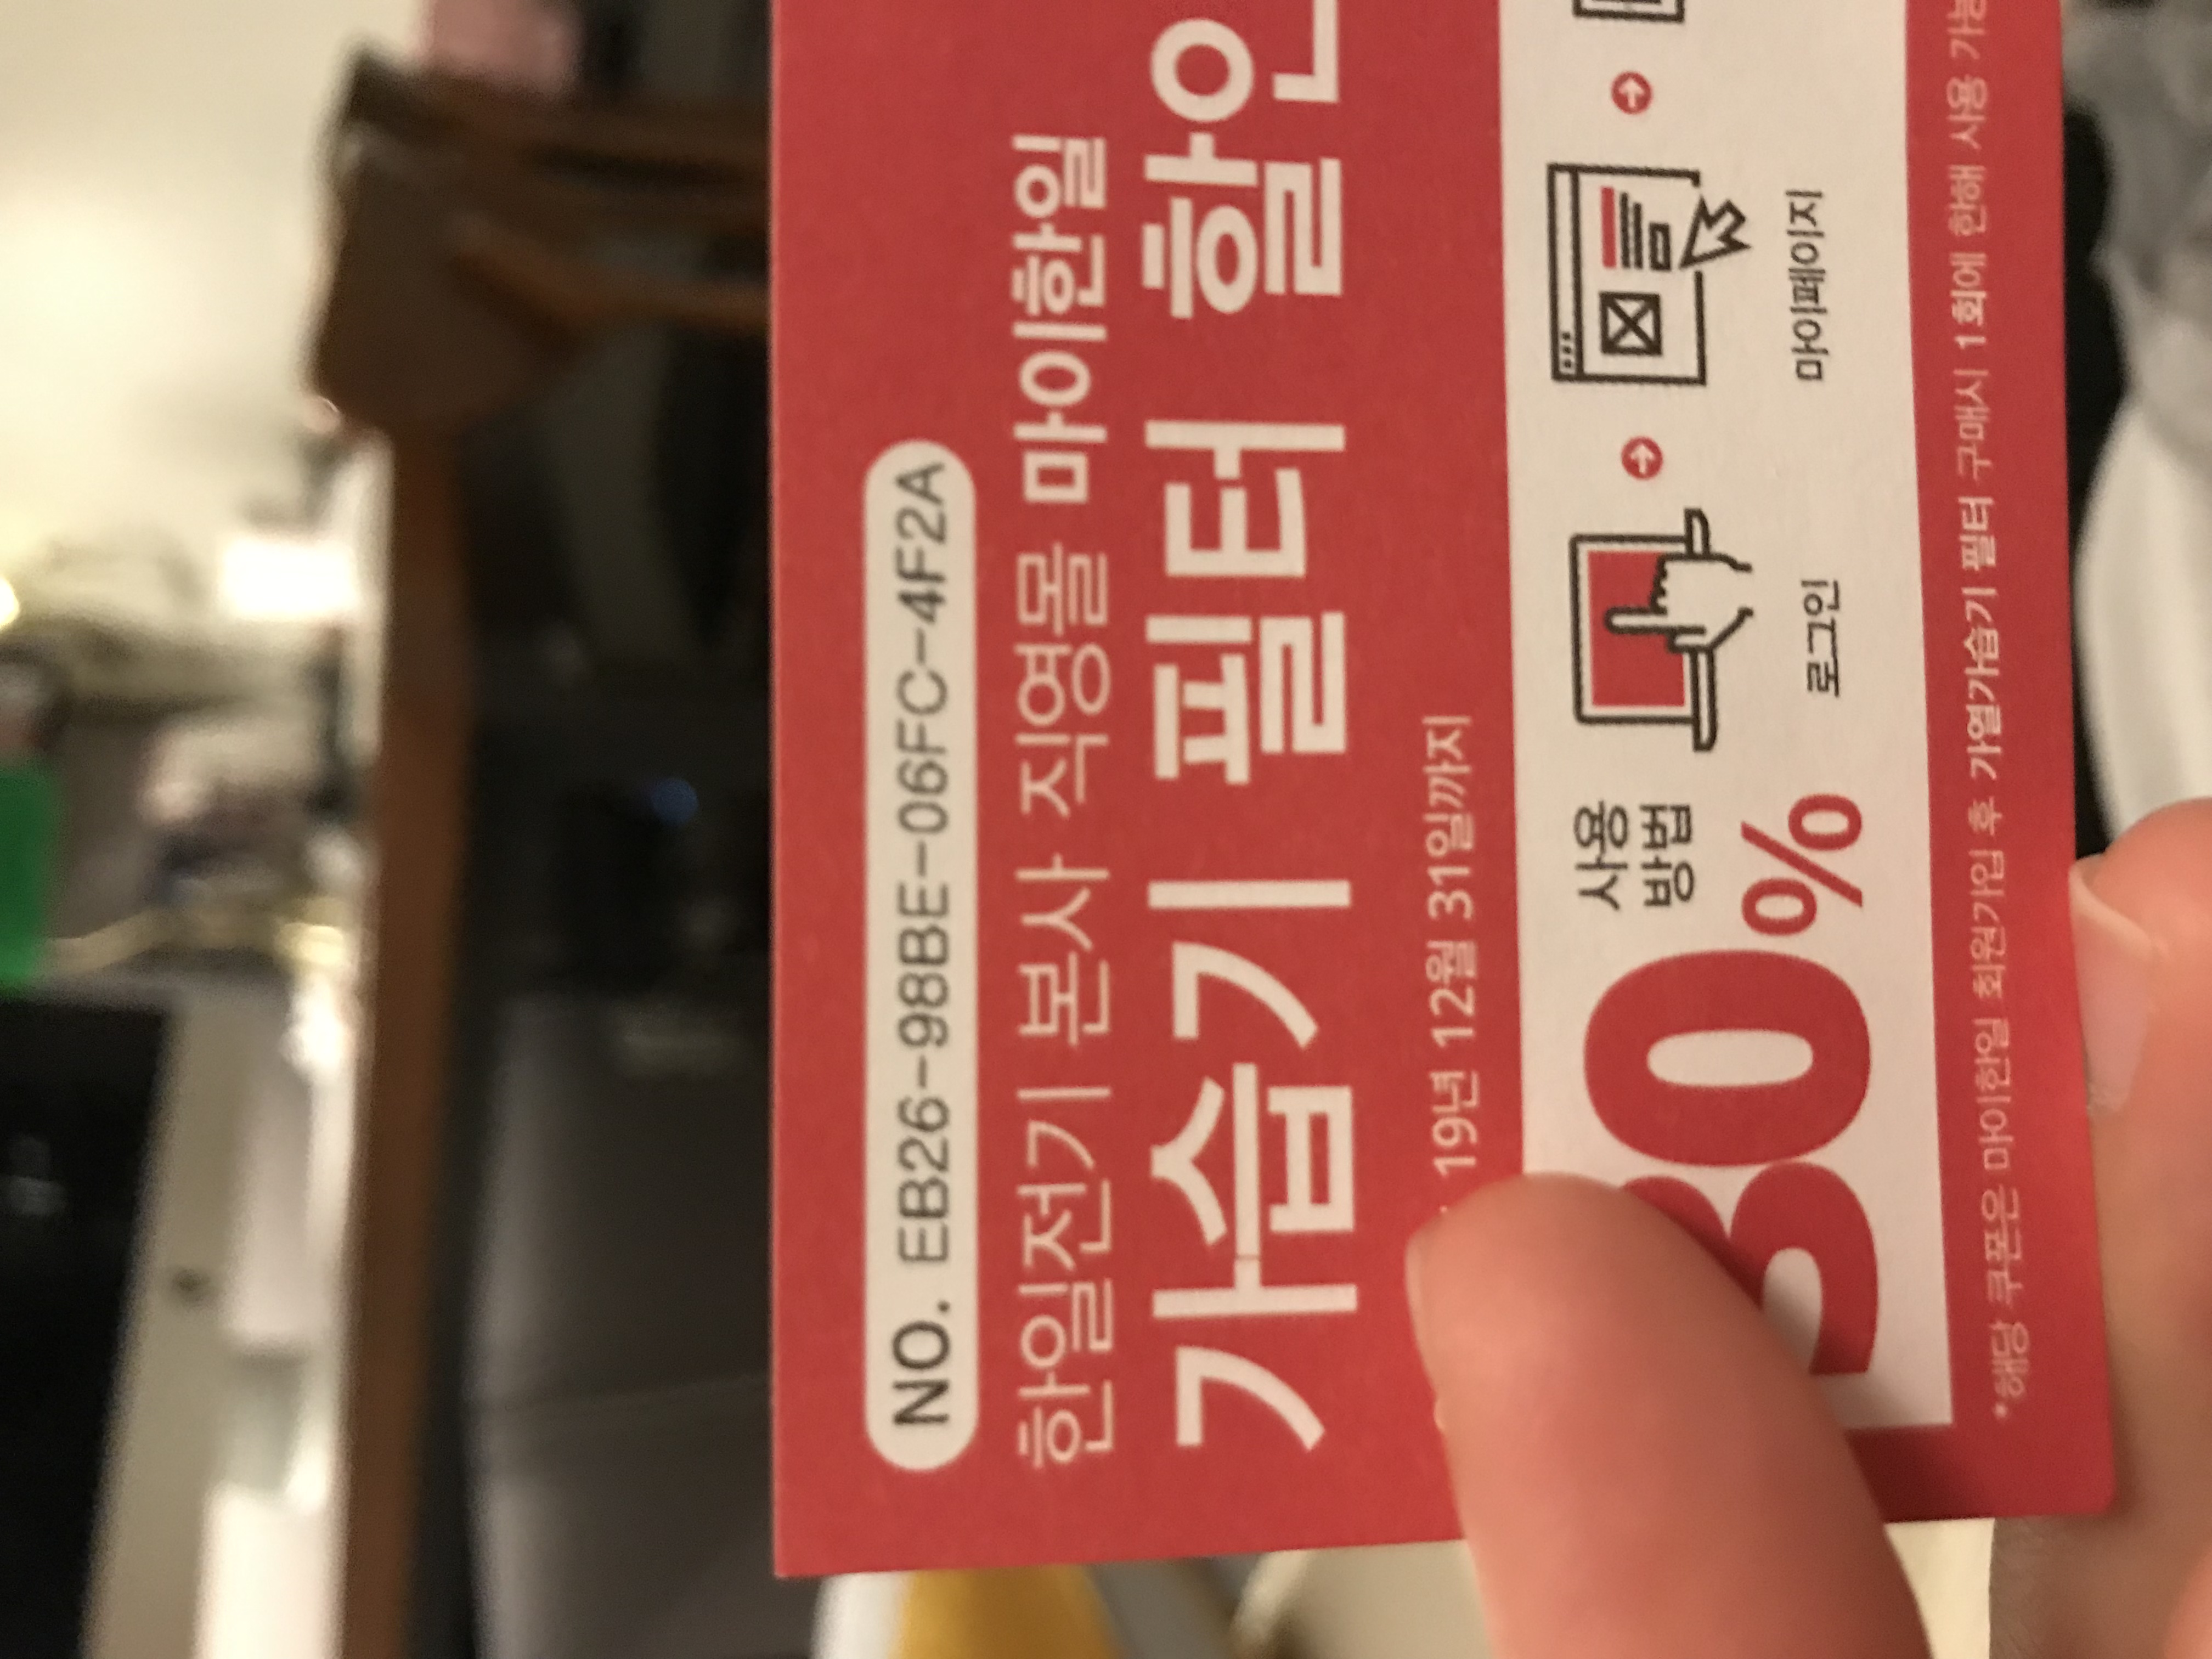 NO. EB26-98BE-06FC-4F2A
한일전기 본사 직영몰 마이한일
가습기 필터 할인
19년 12월 31일까지
30%
사용
방법
로그인
마이페이지
*해당 쿠폰은 마이한일 회원가입 후 가열가습기 필터 구매시 1회에 한해 사용 가능